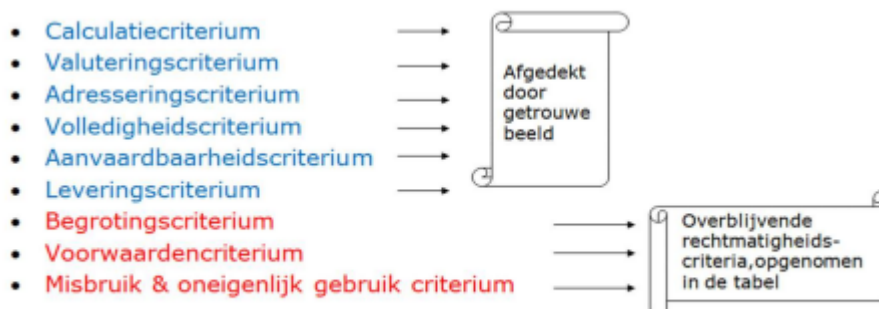 • Calculatiecriterium
• Valuteringscriterium
• Adresseringscriterium
• Volledigheidscriterium
• Aanvaardbaarheidscriterium
• Leveringscriterium
• Begrotingscriterium
• Voorwaardencriterium
• Misbruik & oneigenlijk gebruik criterium
Afgedekt
door
getrouwe
beeld
Overblijvende
rechtmatigheids-
criteria,opgenomen
in de tabel